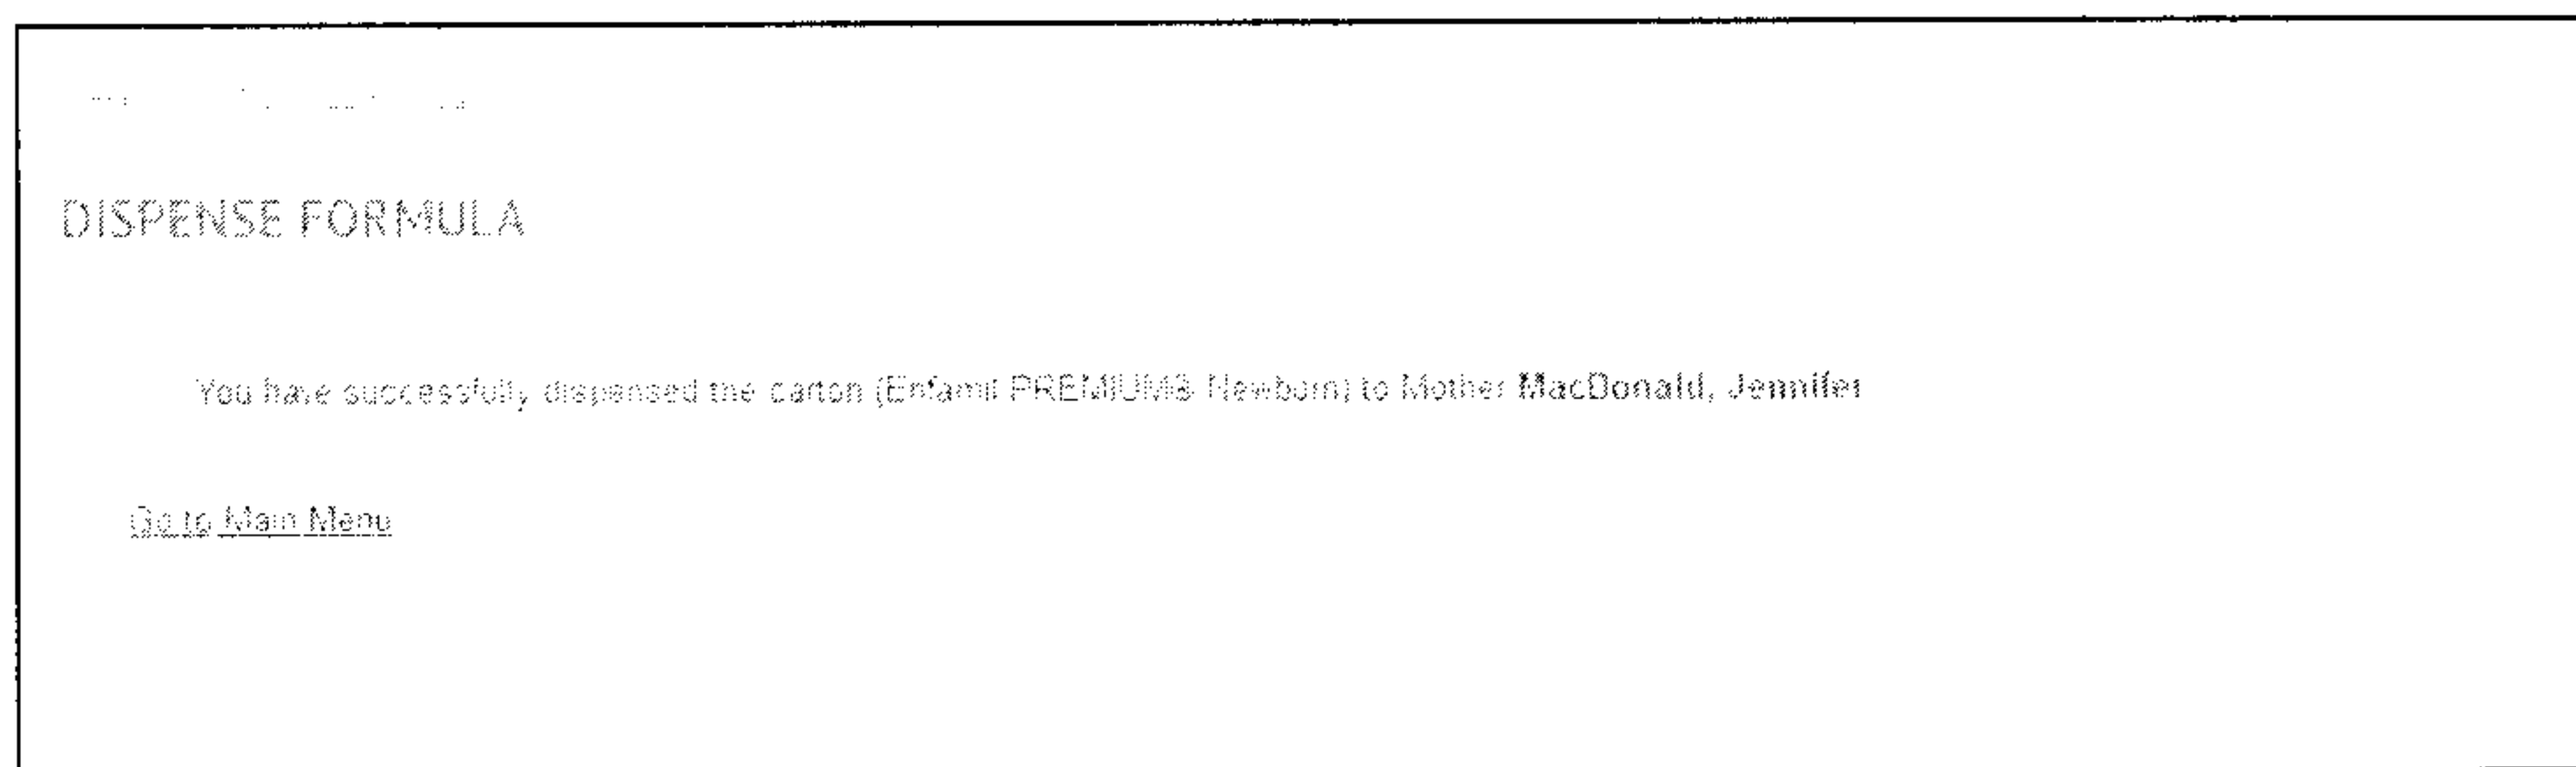 DISPENSE FORMULA
You have successfully dispensed the carton (Enfamil PREMIUM® Newborn) to Mother MacDonald, Jennifer
Go to Main Menu